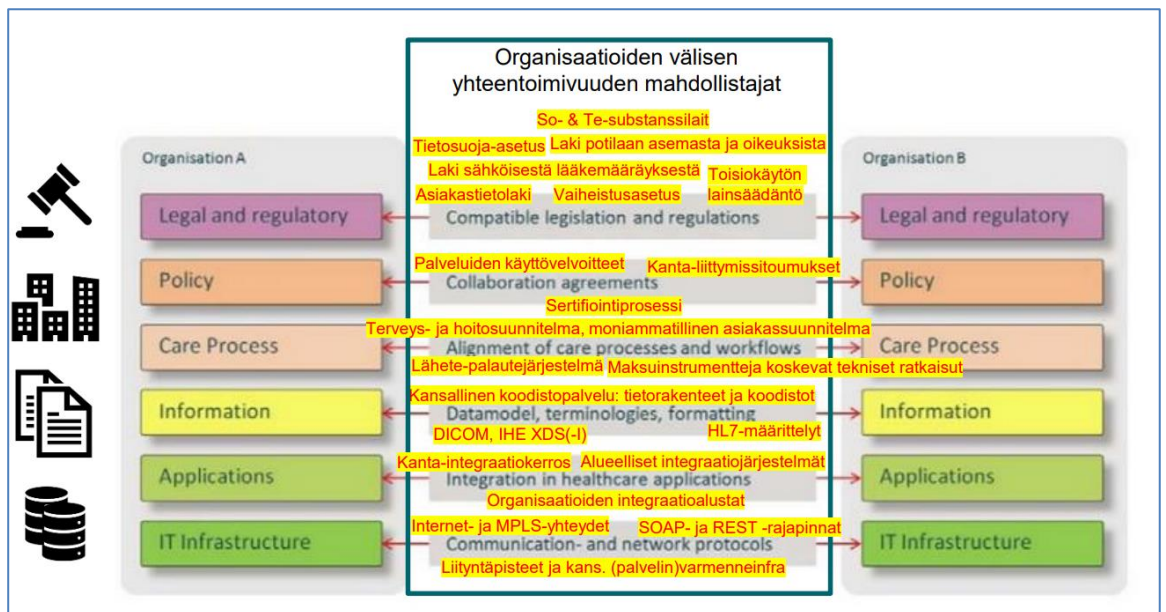 Organisaatioiden välisen
yhteentoimivuuden mahdollistajat
So- & Te-substanssilait
Organisation A
Tietosuoja-asetus
Laki potilaan asemasta ja oikeuksista
Organisation B
Laki sähköisestä lääkemääräyksestä
Toisiokäytön
lainsäädäntö
Asiakastietolaki
Vaiheistusasetus
Legal and regulatory
Compatible legislation and regulations
Legal and regulatory
Palveluiden käyttövelvoitteet
Kanta-liittymissitoumukset
Policy
Collaboration agreements
Policy
Sertifiointiprosessi
Terveys- ja hoitosuunnitelma, moniammatillinen asiakassuunnitelma
Care Process
Alignment of care processes and workflows
Care Process
Lähete-palautejärjestelmä
Maksuinstrumentteja koskevat tekniset ratkaisut
Kansallinen koodistopalvelu: tietorakenteet ja koodistot
Information
Datamodel, terminologies, formatting
Information
DICOM, IHE XDS(-I)
HL7-määrittelyt
Kanta-integraatiokerros
Alueelliset integraatiojärjestelmät
Applications
Integration in healthcare applications
Applications
Organisaatioiden integraatioalustat
Internet- ja MPLS-yhteydet
SOAP- ja REST -rajapinnat
IT Infrastructure
Communication- and network protocols
IT Infrastructure
Liityntäpisteet ja kans. (palvelin)varmenneinfra